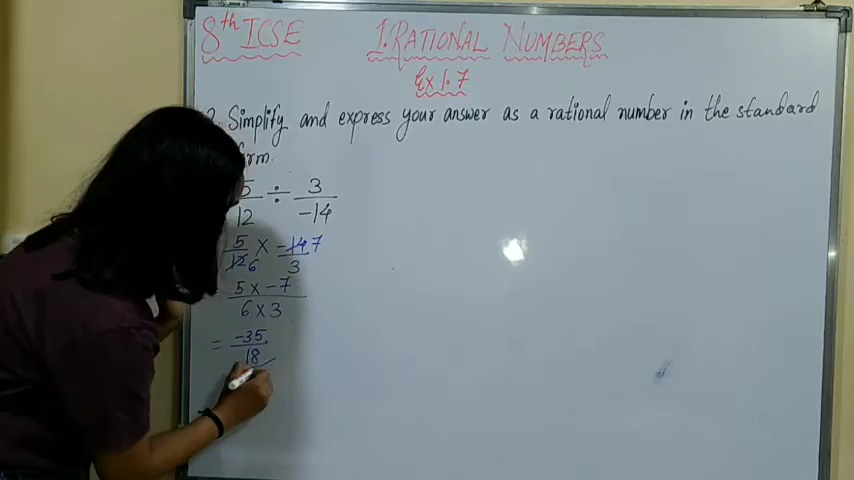 8th ICSE
1. RATIONAL NUMBERS
Ex 1.7
Simplify and express your answer as a rational number in the standard
5/12 ÷ 3/-14
5/12 6 × -14 7/3
5 × -7 / 6 × 3
= -35/18